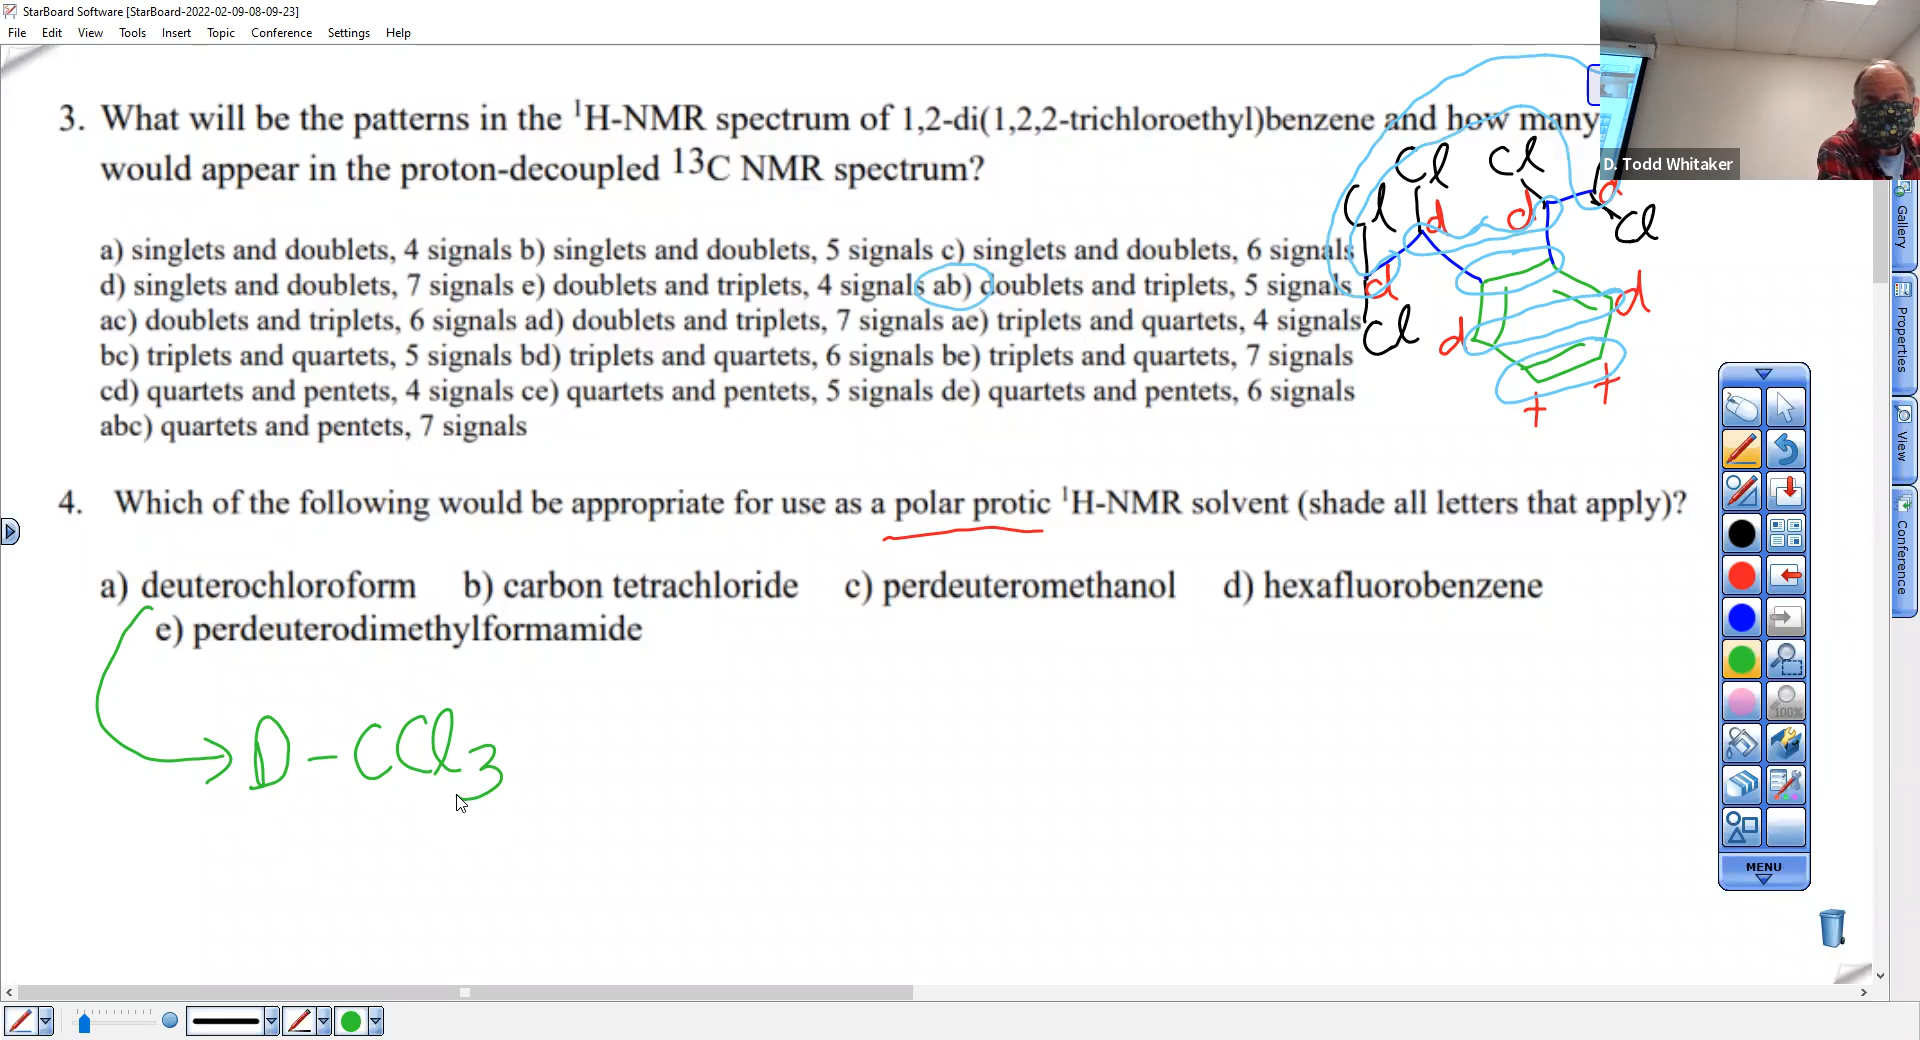 StarBoard Software [StarBoard-2022-02-09-08-09-23]
File Edit View Tools Insert Topic Conference Settings Help
3. What will be the patterns in the ¹H-NMR spectrum of 1,2-di(1,2,2-trichloroethyl)benzene and how many
would appear in the proton-decoupled 13C NMR spectrum?
D. Todd Whitaker
Cl Cl Cl Cl Cl
d d d d d d t t
a) singlets and doublets, 4 signals b) singlets and doublets, 5 signals c) singlets and doublets, 6 signals
d) singlets and doublets, 7 signals e) doublets and triplets, 4 signals ab) doublets and triplets, 5 signals
ac) doublets and triplets, 6 signals ad) doublets and triplets, 7 signals ae) triplets and quartets, 4 signals
bc) triplets and quartets, 5 signals bd) triplets and quartets, 6 signals be) triplets and quartets, 7 signals
cd) quartets and pentets, 4 signals ce) quartets and pentets, 5 signals de) quartets and pentets, 6 signals
abc) quartets and pentets, 7 signals
4. Which of the following would be appropriate for use as a polar protic ¹H-NMR solvent (shade all letters that apply)?
a) deuterochloroform b) carbon tetrachloride c) perdeuteromethanol d) hexafluorobenzene
e) perdeuterodimethylformamide
D-CCl3
Gallery
Properties
View
Conference
100%
MENU